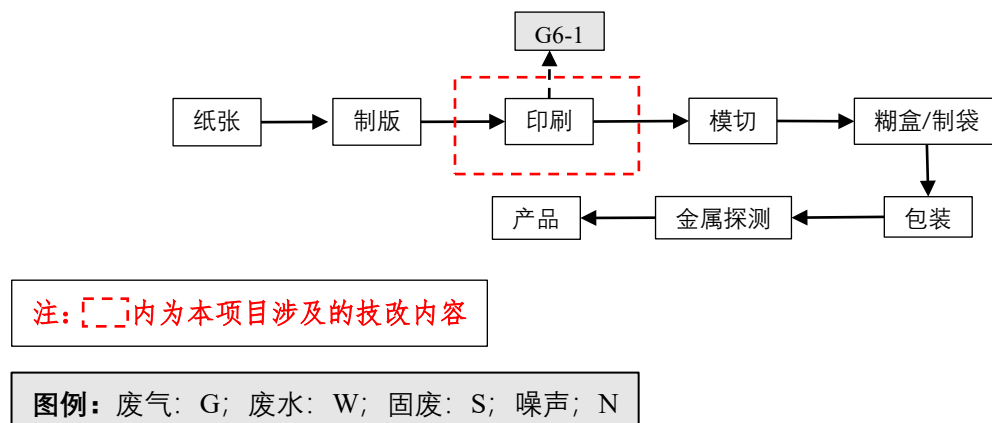 G6-1
纸张
制版
印刷
模切
糊盒/制袋
包装
金属探测
产品
注：内为本项目涉及的技改内容
图例：废气：G；废水：W；固废：S；噪声；N